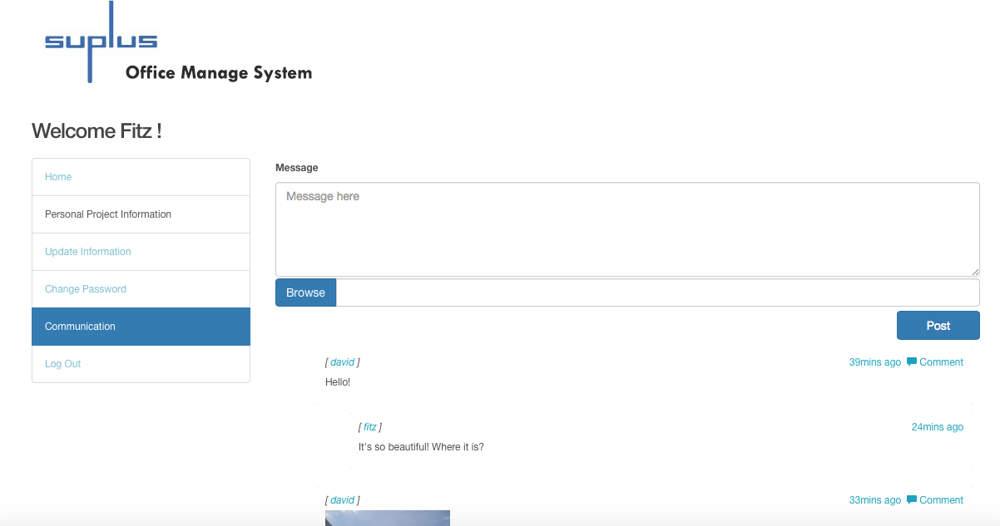 suplus
Office Manage System
Welcome Fitz !
Home
Personal Project Information
Update Information
Change Password
Communication
Log Out
Message
Message here
Browse
Post
[ david ] 39mins ago Comment
Hello!
[ fitz ] 24mins ago
It's so beautiful! Where it is?
[ david ] 33mins ago Comment